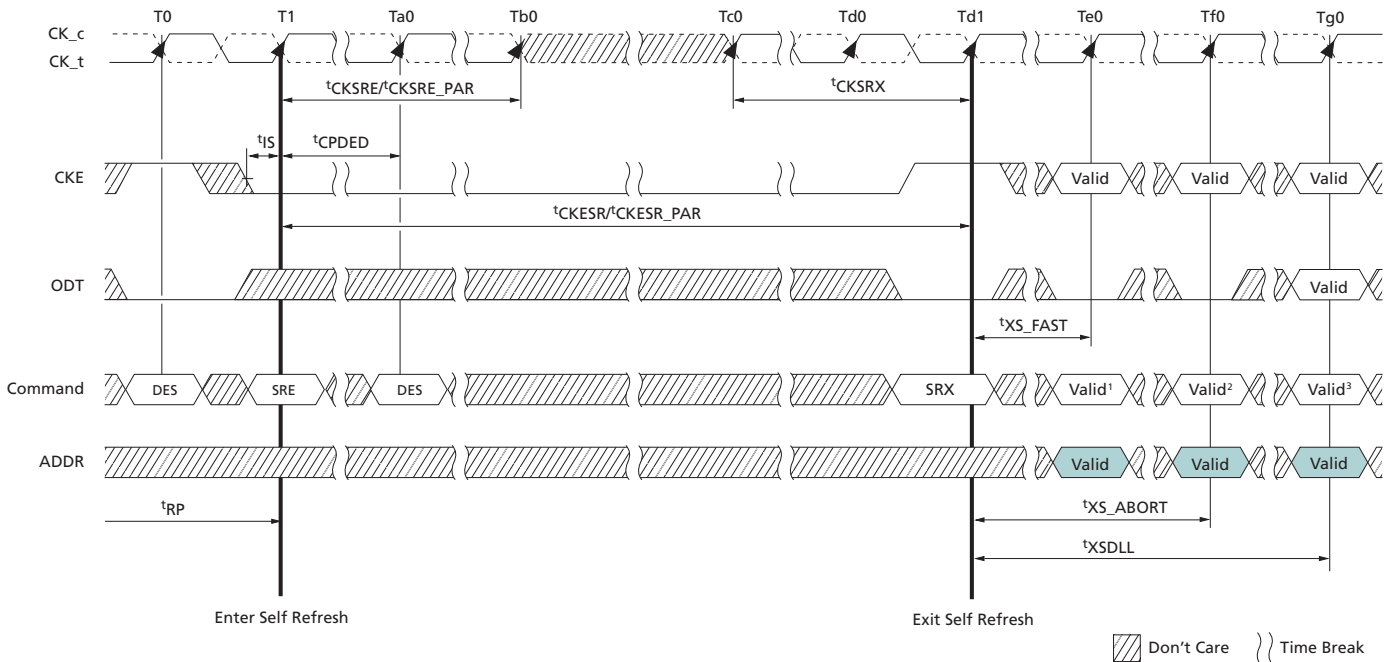 T0 T1 Ta0 Tb0 Tc0 Td0 Td1 Te0 Tf0 Tg0
CK_c
CK_t
tCKSRE/tCKSRE_PAR tCKSRX
tIS tCPDED
CKE Valid Valid Valid
tCKESR/tCKESR_PAR
ODT Valid
tXS_FAST
Command DES SRE DES SRX Valid1 Valid2 Valid3
ADDR Valid Valid Valid
tRP tXS_ABORT
tXSDLL
Enter Self Refresh Exit Self Refresh
Don't Care Time Break